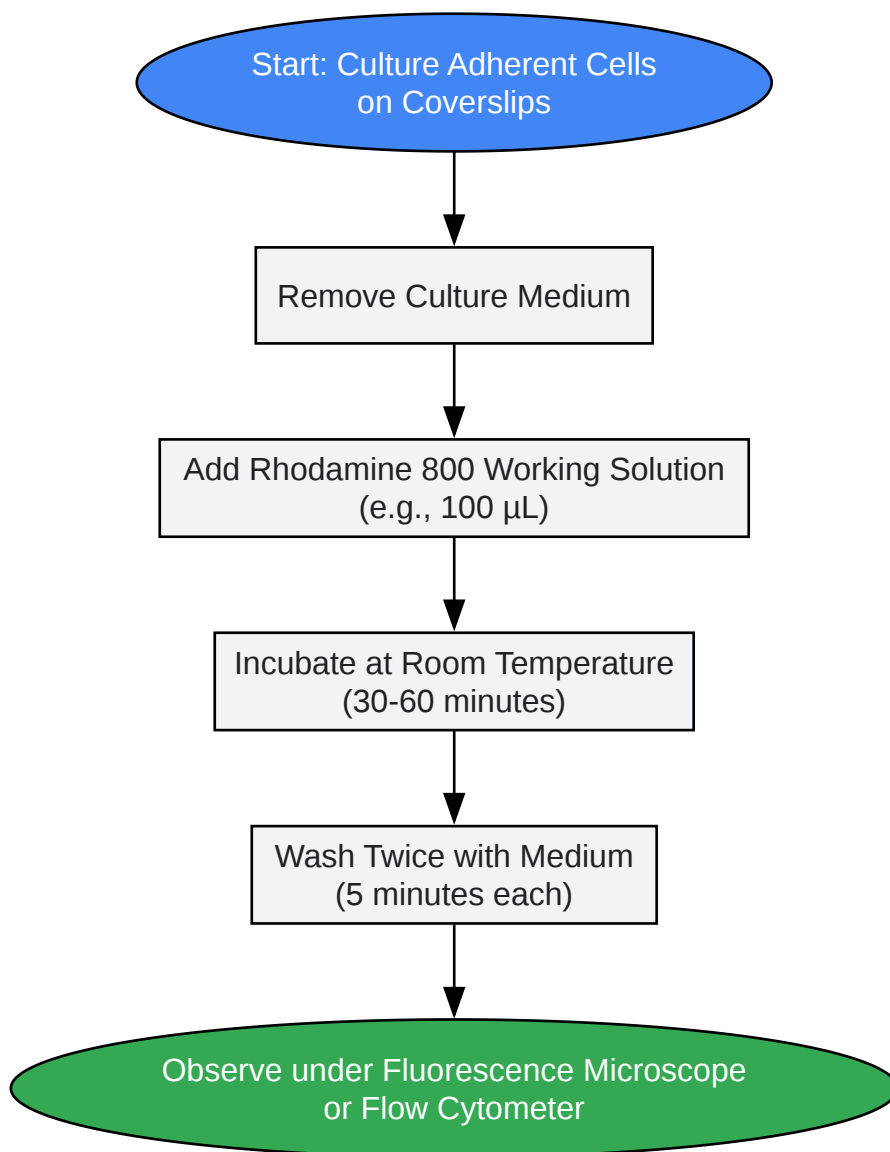 Start: Culture Adherent Cells
on Coverslips
Remove Culture Medium
Add Rhodamine 800 Working Solution
(e.g., 100 µL)
Incubate at Room Temperature
(30-60 minutes)
Wash Twice with Medium
(5 minutes each)
Observe under Fluorescence Microscope
or Flow Cytometer